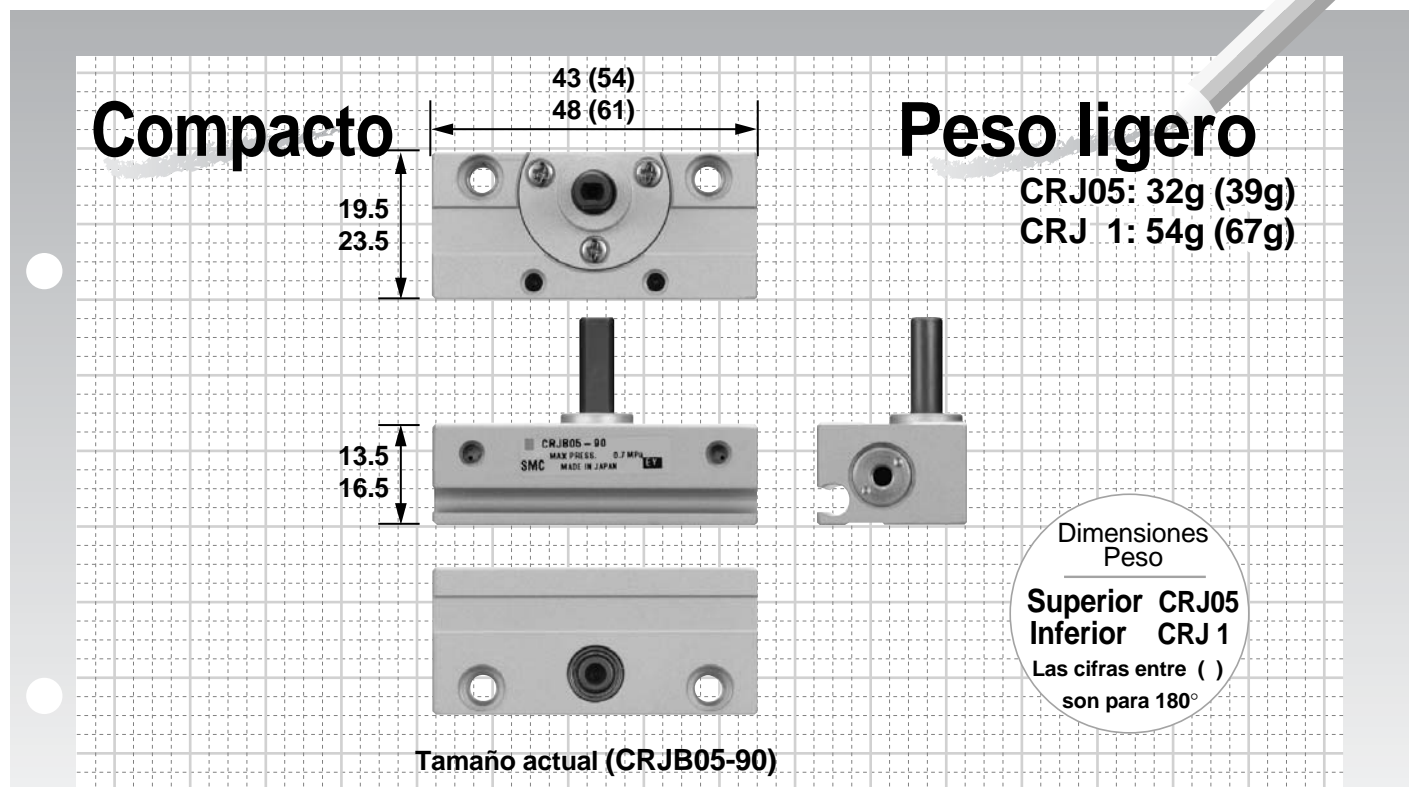 43 (54)
48 (61)
Compacto
Peso ligero
CRJ05: 32g (39g)
CRJ 1: 54g (67g)
19.5
23.5
CRJB05 – 90
MAX PRESS. 0.7 MPa
SMC MADE IN JAPAN EY
13.5
16.5
Dimensiones
Peso
Superior CRJ05
Inferior CRJ 1
Las cifras entre ( )
son para 180°
Tamaño actual (CRJB05-90)